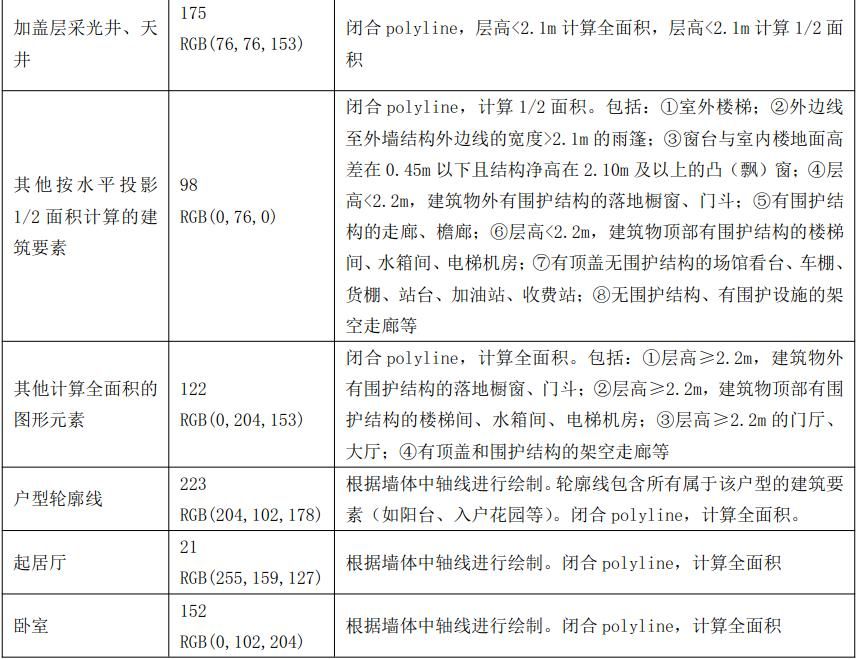 加盖层采光井、天
井
175
RGB(76,76,153)
闭合 polyline，层高<2.1m 计算全面积，层高<2.1m 计算 1/2 面
积
其他按水平投影
1/2 面积计算的建
筑要素
98
RGB(0,76,0)
闭合 polyline，计算 1/2 面积。包括：①室外楼梯；②外边线
至外墙结构外边线的宽度>2.1m 的雨篷；③窗台与室内楼地面高
差在 0.45m 以下且结构净高在 2.10m 及以上的凸（飘）窗；④层
高<2.2m，建筑物外有围护结构的落地橱窗、门斗；⑤有围护结
构的走廊、檐廊；⑥层高<2.2m，建筑物顶部有围护结构的楼梯
间、水箱间、电梯机房；⑦有顶盖无围护结构的场馆看台、车棚、
货棚、站台、加油站、收费站；⑧无围护结构、有围护设施的架
空走廊等
其他计算全面积的
图形元素
122
RGB(0,204,153)
闭合 polyline，计算全面积。包括：①层高≥2.2m，建筑物外
有围护结构的落地橱窗、门斗；②层高≥2.2m，建筑物顶部有围
护结构的楼梯间、水箱间、电梯机房；③层高≥2.2m 的门厅、
大厅；④有顶盖和围护结构的架空走廊等
户型轮廓线
223
RGB(204,102,178)
根据墙体中轴线进行绘制。轮廓线包含所有属于该户型的建筑要
素（如阳台、入户花园等）。闭合 polyline，计算全面积。
起居厅
21
RGB(255,159,127)
根据墙体中轴线进行绘制。闭合 polyline，计算全面积
卧室
152
RGB(0,102,204)
根据墙体中轴线进行绘制。闭合 polyline，计算全面积